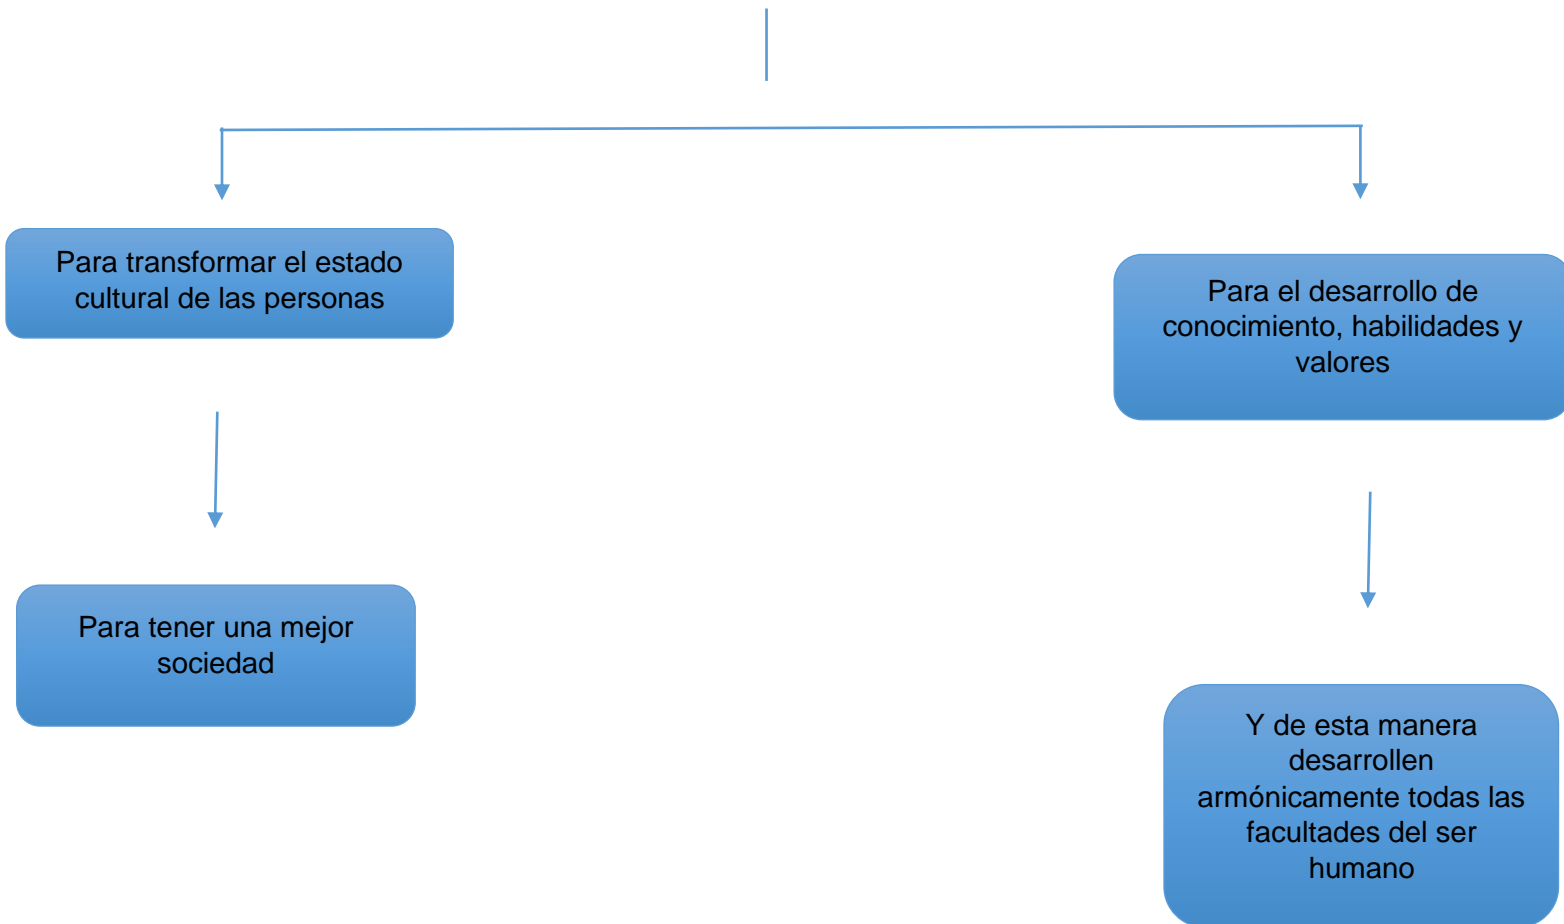 Para transformar el estado
cultural de las personas
Para el desarrollo de
conocimiento, habilidades y
valores
Para tener una mejor
sociedad
Y de esta manera
desarrollen
armónicamente todas las
facultades del ser
humano